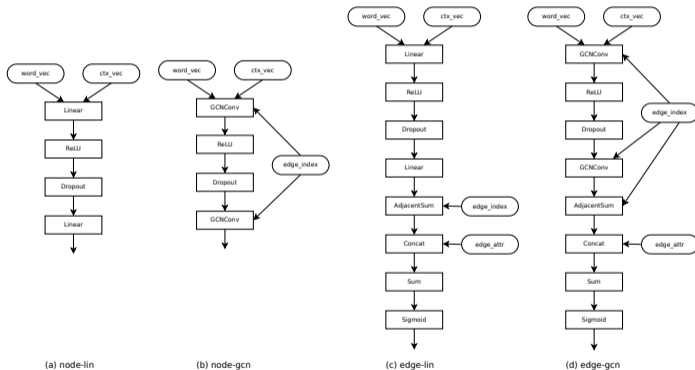 word_vec
ctx_vec
Linear
ReLU
Dropout
Linear
(a) node-lin
word_vec
ctx_vec
GCNConv
ReLU
Dropout
GCNConv
edge_index
(b) node-gcn
word_vec
ctx_vec
Linear
ReLU
Dropout
Linear
AdjacentSum
edge_index
Concat
edge_attr
Sum
Sigmoid
(c) edge-lin
word_vec
ctx_vec
GCNConv
ReLU
edge_index
Dropout
GCNConv
AdjacentSum
Concat
edge_attr
Sum
Sigmoid
(d) edge-gcn